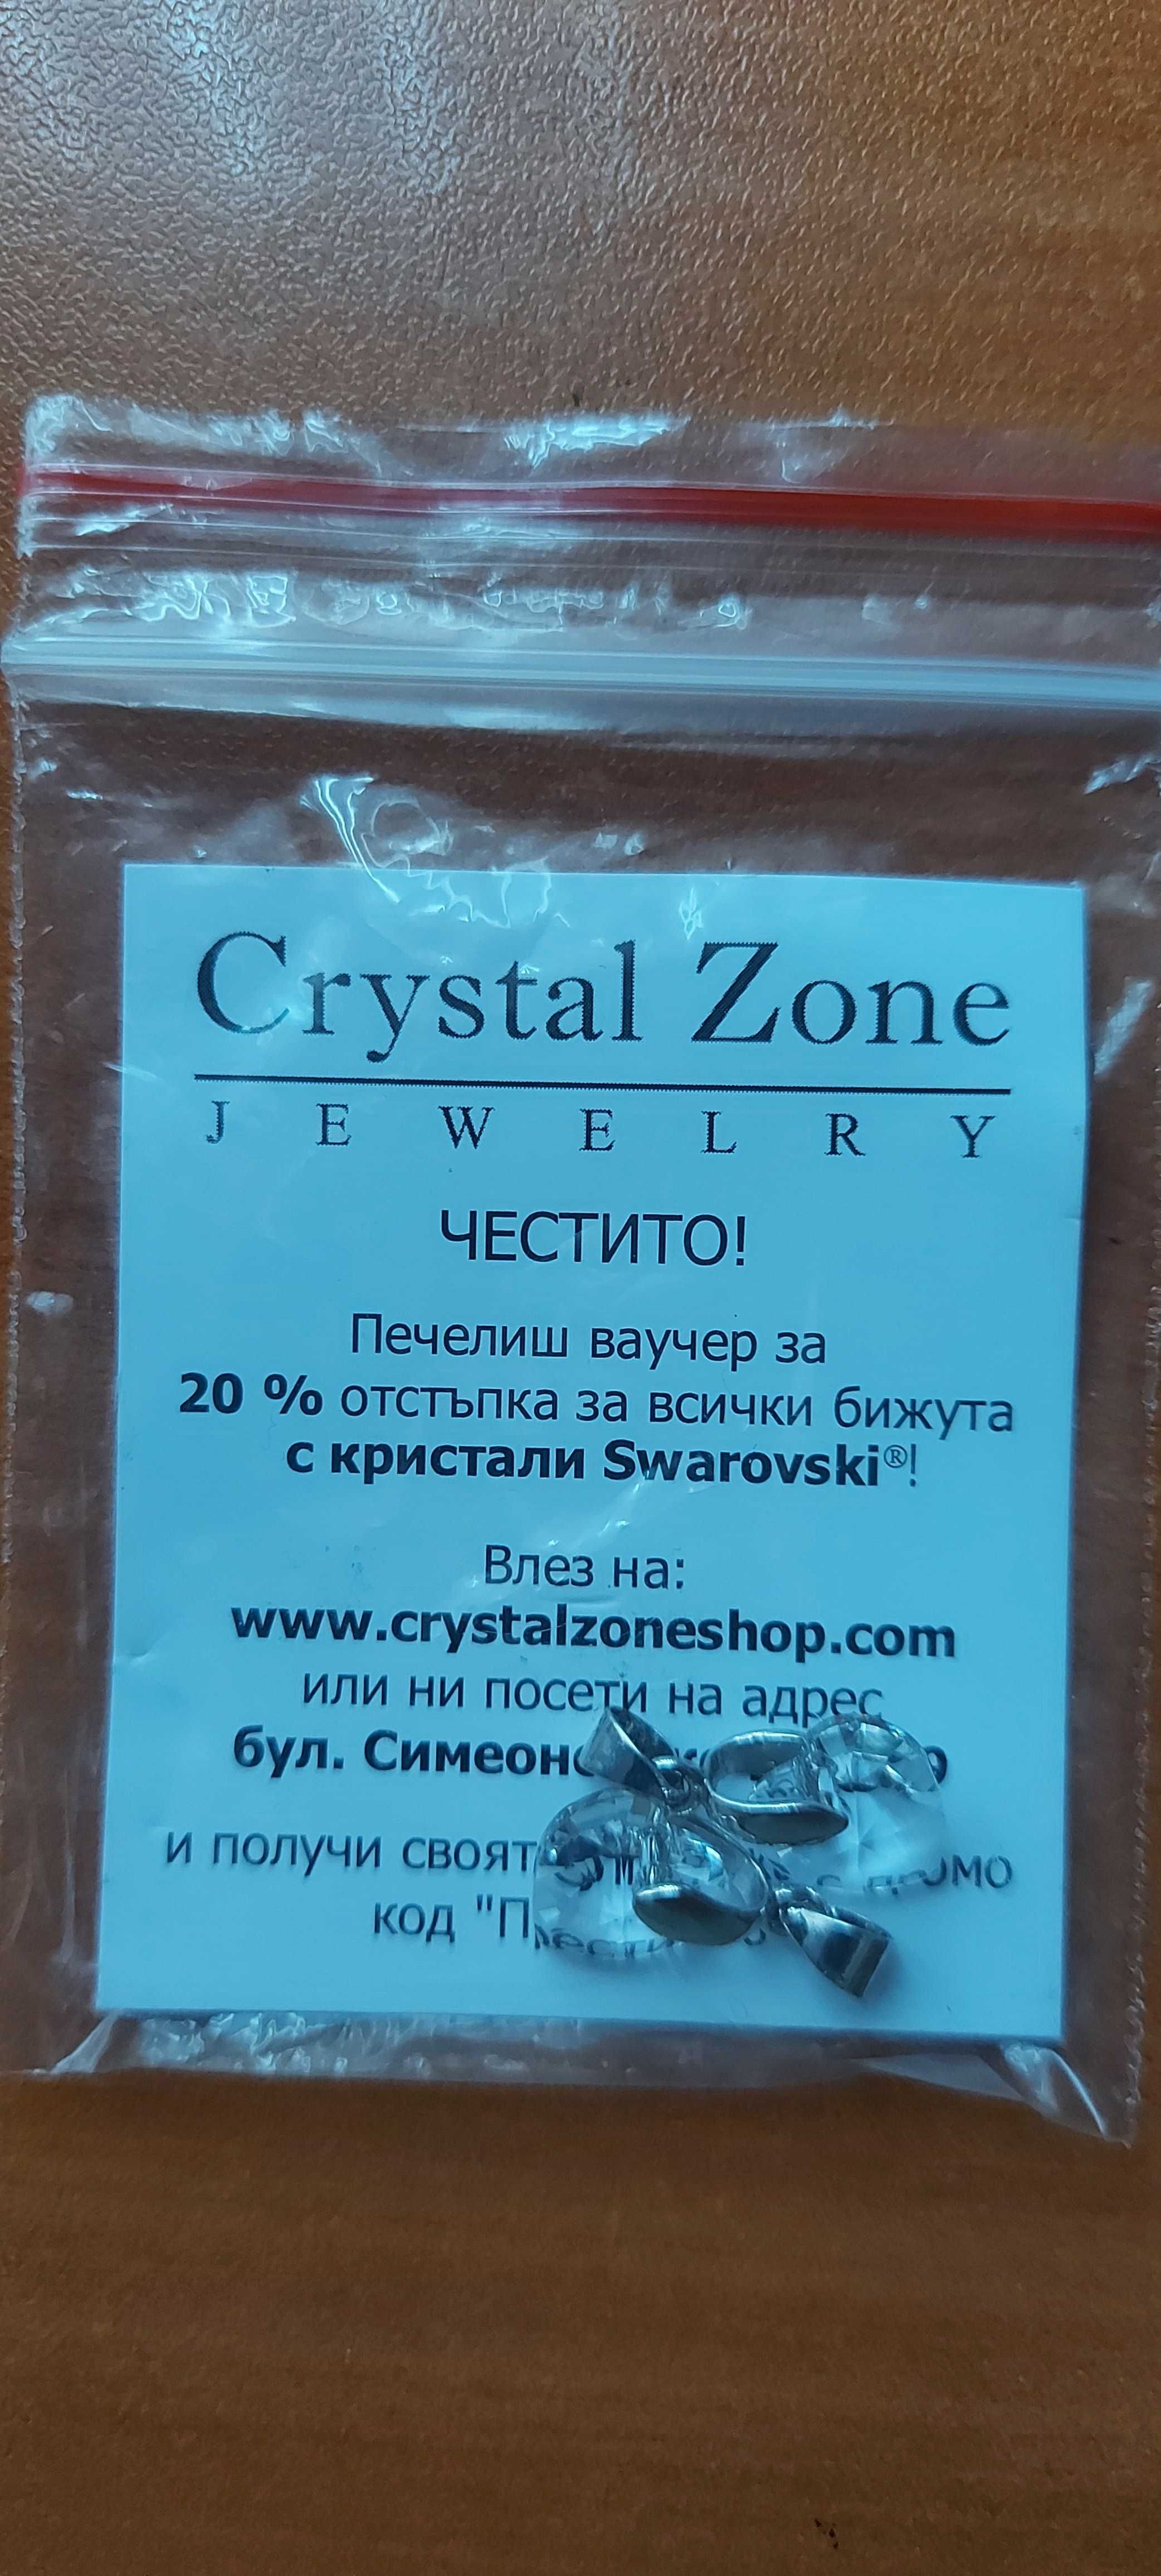 Crystal Zone
JEWELRY
ЧЕСТИТО!
Печелиш ваучер за
20 % отстъпка за всички бижута
с кристали Swarovski®!
Влез на:
www.crystalzoneshop.com
или ни посети на адрес
бул.
и получи своят
код